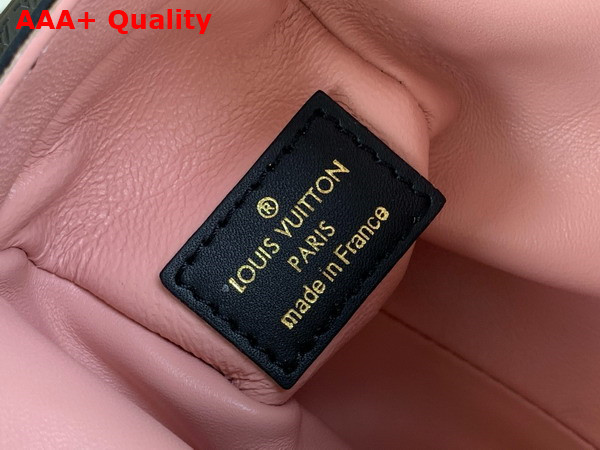 AAA+ Quality
®
LOUIS VUITTON
PARIS
made in France